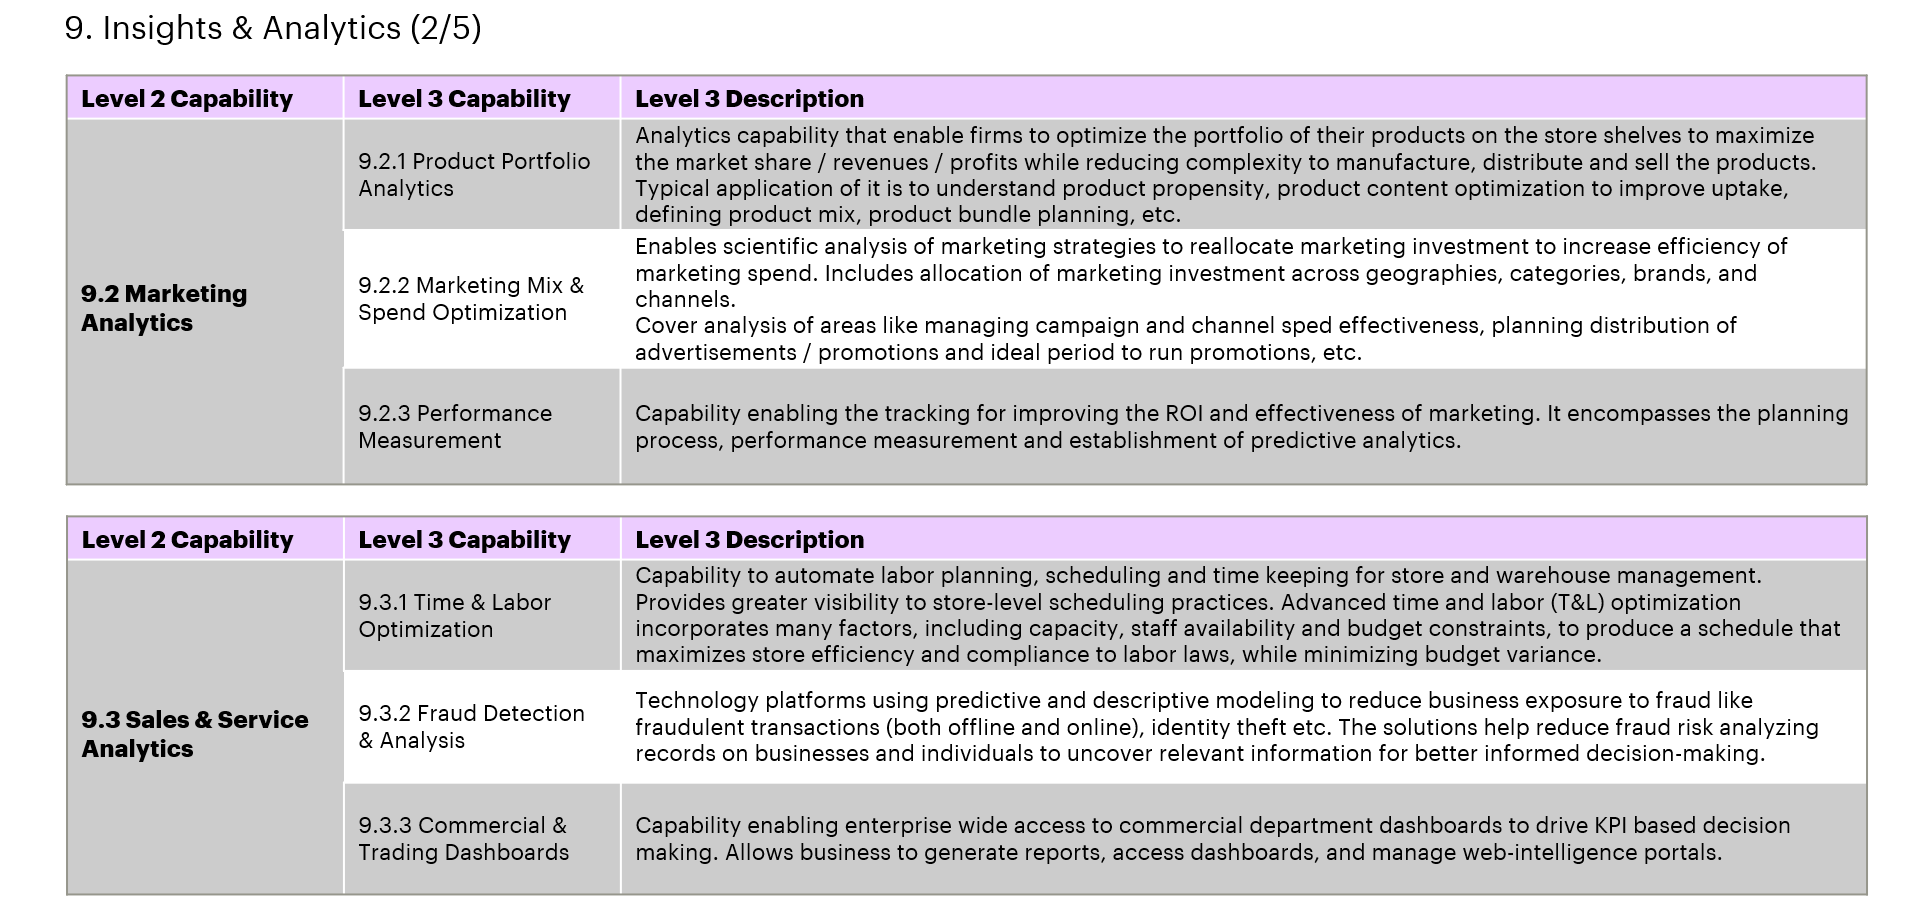 9. Insights & Analytics (2/5)
Level 2 Capability
Level 3 Capability
Level 3 Description
9.2 Marketing
Analytics
9.2.1 Product Portfolio
Analytics
Analytics capability that enable firms to optimize the portfolio of their products on the store shelves to maximize
the market share / revenues / profits while reducing complexity to manufacture, distribute and sell the products.
Typical application of it is to understand product propensity, product content optimization to improve uptake,
defining product mix, product bundle planning, etc.
9.2.2 Marketing Mix &
Spend Optimization
Enables scientific analysis of marketing strategies to reallocate marketing investment to increase efficiency of
marketing spend. Includes allocation of marketing investment across geographies, categories, brands, and
channels.
Cover analysis of areas like managing campaign and channel sped effectiveness, planning distribution of
advertisements / promotions and ideal period to run promotions, etc.
9.2.3 Performance
Measurement
Capability enabling the tracking for improving the ROI and effectiveness of marketing. It encompasses the planning
process, performance measurement and establishment of predictive analytics.
Level 2 Capability
Level 3 Capability
Level 3 Description
9.3 Sales & Service
Analytics
9.3.1 Time & Labor
Optimization
Capability to automate labor planning, scheduling and time keeping for store and warehouse management.
Provides greater visibility to store-level scheduling practices. Advanced time and labor (T&L) optimization
incorporates many factors, including capacity, staff availability and budget constraints, to produce a schedule that
maximizes store efficiency and compliance to labor laws, while minimizing budget variance.
9.3.2 Fraud Detection
& Analysis
Technology platforms using predictive and descriptive modeling to reduce business exposure to fraud like
fraudulent transactions (both offline and online), identity theft etc. The solutions help reduce fraud risk analyzing
records on businesses and individuals to uncover relevant information for better informed decision-making.
9.3.3 Commercial &
Trading Dashboards
Capability enabling enterprise wide access to commercial department dashboards to drive KPI based decision
making. Allows business to generate reports, access dashboards, and manage web-intelligence portals.